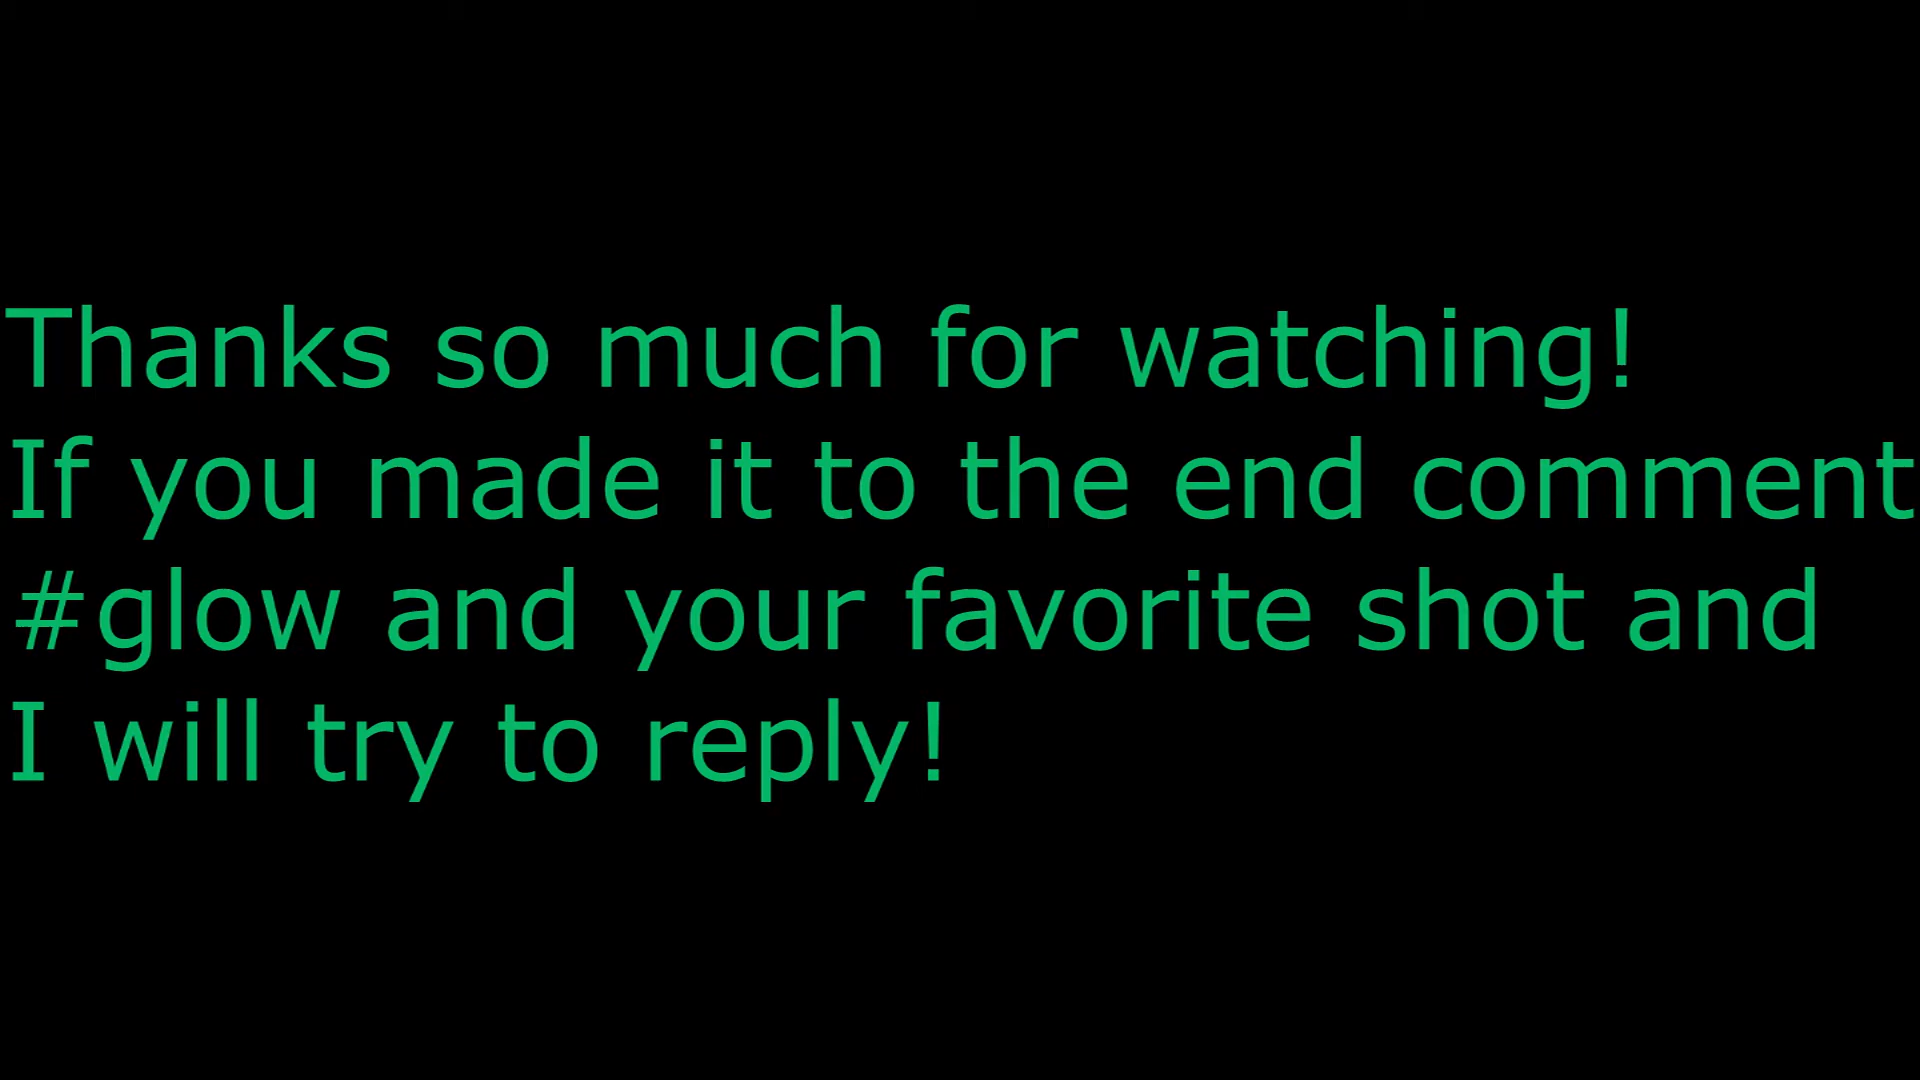 Thanks so much for watching!
If you made it to the end comment
#glow and your favorite shot and
I will try to reply!